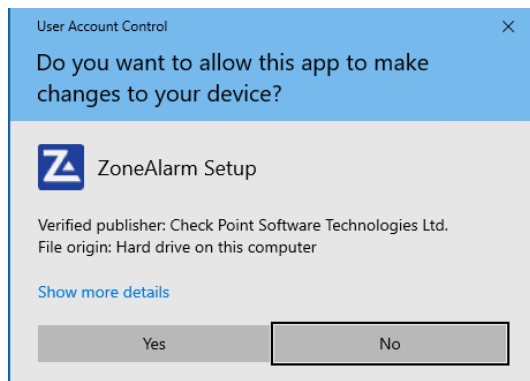 User Account Control
Do you want to allow this app to make
changes to your device?
ZoneAlarm Setup
Verified publisher: Check Point Software Technologies Ltd.
File origin: Hard drive on this computer
Show more details
Yes
No